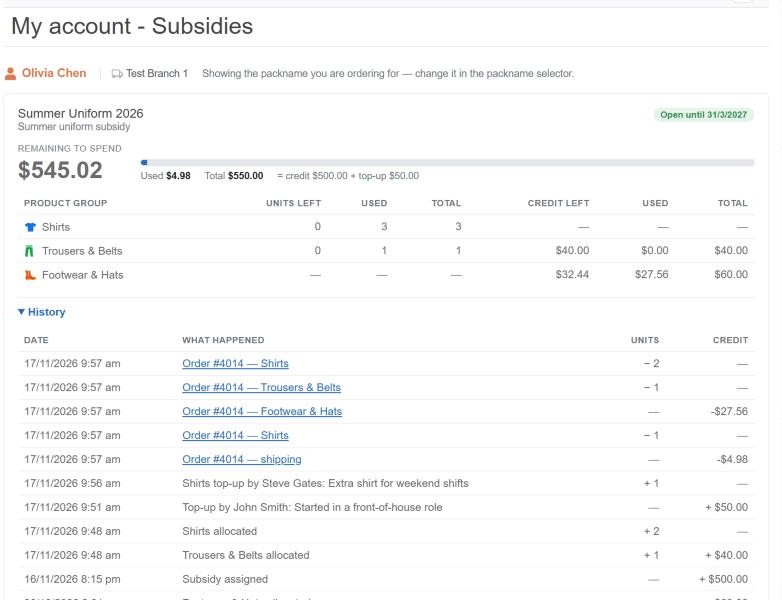 My account - Subsidies
Olivia Chen Test Branch 1 Showing the packname you are ordering for — change it in the packname selector.
Summer Uniform 2026 Open until 31/3/2027
Summer uniform subsidy
REMAINING TO SPEND
$545.02
Used $4.98 Total $550.00 = credit $500.00 + top-up $50.00
PRODUCT GROUP UNITS LEFT USED TOTAL CREDIT LEFT USED TOTAL
Shirts 0 3 3 — — —
Trousers & Belts 0 1 1 $40.00 $0.00 $40.00
Footwear & Hats — — — $32.44 $27.56 $60.00
▼ History
DATE WHAT HAPPENED UNITS CREDIT
17/11/2026 9:57 am Order #4014 — Shirts − 2 —
17/11/2026 9:57 am Order #4014 — Trousers & Belts − 1 —
17/11/2026 9:57 am Order #4014 — Footwear & Hats — -$27.56
17/11/2026 9:57 am Order #4014 — Shirts − 1 —
17/11/2026 9:57 am Order #4014 — shipping — -$4.98
17/11/2026 9:56 am Shirts top-up by Steve Gates: Extra shirt for weekend shifts + 1 —
17/11/2026 9:51 am Top-up by John Smith: Started in a front-of-house role — + $50.00
17/11/2026 9:48 am Shirts allocated + 2 —
17/11/2026 9:48 am Trousers & Belts allocated + 1 + $40.00
16/11/2026 8:15 pm Subsidy assigned — + $500.00